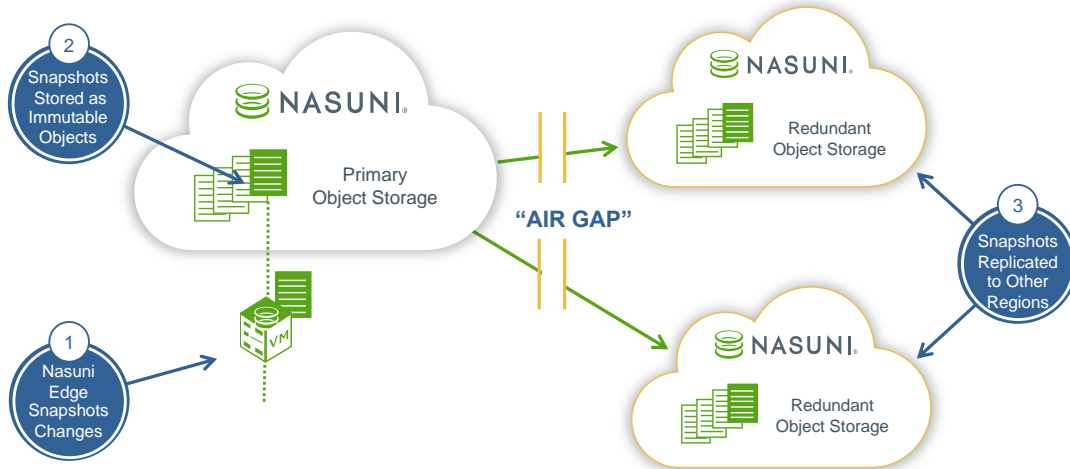 2
Snapshots
Stored as
Immutable
Objects
NASUNI®
Primary
Object Storage
"AIR GAP"
NASUNI®
Redundant
Object Storage
3
Snapshots
Replicated
to Other
Regions
VM
1
Nasuni
Edge
Snapshots
Changes
NASUNI®
Redundant
Object Storage